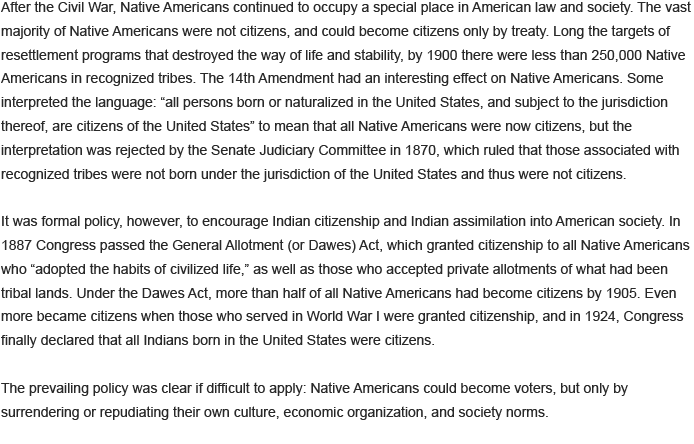 After the Civil War, Native Americans continued to occupy a special place in American law and society. The vast
majority of Native Americans were not citizens, and could become citizens only by treaty. Long the targets of
resettlement programs that destroyed the way of life and stability, by 1900 there were less than 250,000 Native
Americans in recognized tribes. The 14th Amendment had an interesting effect on Native Americans. Some
interpreted the language: “all persons born or naturalized in the United States, and subject to the jurisdiction
thereof, are citizens of the United States” to mean that all Native Americans were now citizens, but the
interpretation was rejected by the Senate Judiciary Committee in 1870, which ruled that those associated with
recognized tribes were not born under the jurisdiction of the United States and thus were not citizens.

It was formal policy, however, to encourage Indian citizenship and Indian assimilation into American society. In
1887 Congress passed the General Allotment (or Dawes) Act, which granted citizenship to all Native Americans
who “adopted the habits of civilized life,” as well as those who accepted private allotments of what had been
tribal lands. Under the Dawes Act, more than half of all Native Americans had become citizens by 1905. Even
more became citizens when those who served in World War I were granted citizenship, and in 1924, Congress
finally declared that all Indians born in the United States were citizens.

The prevailing policy was clear if difficult to apply: Native Americans could become voters, but only by
surrendering or repudiating their own culture, economic organization, and society norms.